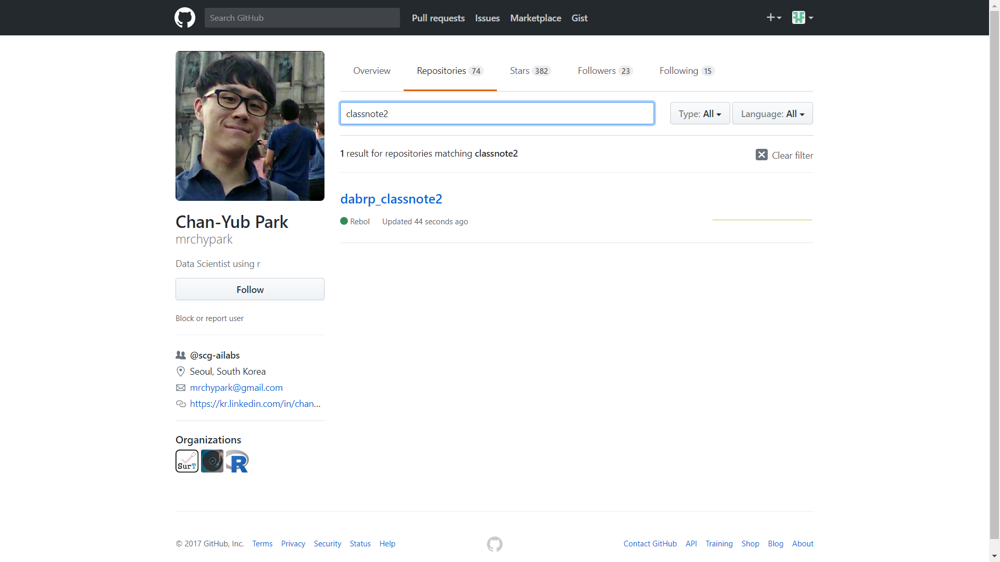 Search GitHub
Pull requests
Issues
Marketplace
Gist
Overview
Repositories 74
Stars 382
Followers 23
Following 15
classnote2
Type: All
Language: All
1 result for repositories matching classnote2
Clear filter
dabrp_classnote2
Rebol
Updated 44 seconds ago
Chan-Yub Park
mrchypark
Data Scientist using r
Follow
Block or report user
@scg-ailabs
Seoul, South Korea
mrchypark@gmail.com
https://kr.linkedin.com/in/chan...
Organizations
SurT
R
© 2017 GitHub, Inc.
Terms
Privacy
Security
Status
Help
Contact GitHub
API
Training
Shop
Blog
About